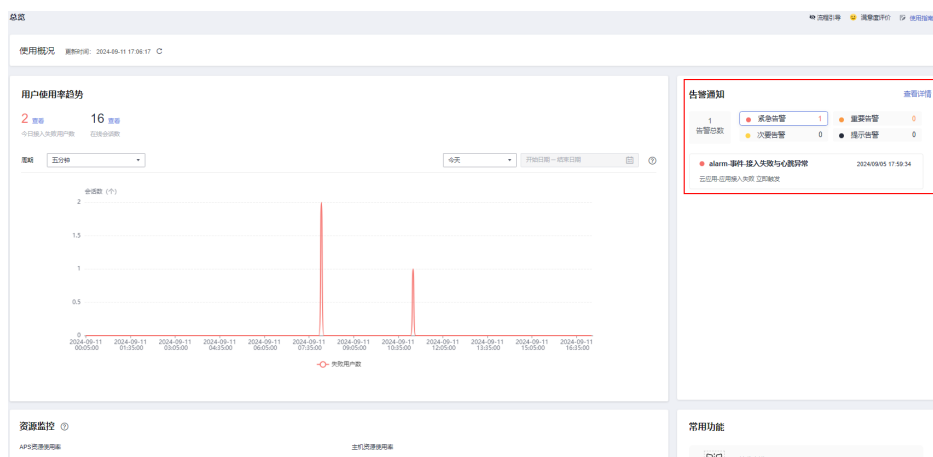 总览
流程引导 满意度评价 使用指南
使用概况 更新时间: 2024-09-11 17:06:17
用户使用率趋势
2 查看 16 查看
今日接入失败用户数 在线会话数
周期 五分钟 今天 开始日期 – 结束日期
会话数（个）
2
1.5
1
0.5
0
2024-09-11 00:05:00 2024-09-11 01:35:00 2024-09-11 03:05:00 2024-09-11 04:35:00 2024-09-11 06:05:00 2024-09-11 07:35:00 2024-09-11 09:05:00 2024-09-11 10:35:00 2024-09-11 12:05:00 2024-09-11 13:35:00 2024-09-11 15:05:00 2024-09-11 16:35:00
失败用户数
告警通知 查看详情
1 紧急告警 1 重要告警 0
告警总数 次要告警 0 提示告警 0
alarm-事件-接入失败与心跳异常 2024/09/05 17:59:34
云应用-应用接入失败 立即触发
资源监控
APS资源使用率 主机资源使用率
常用功能